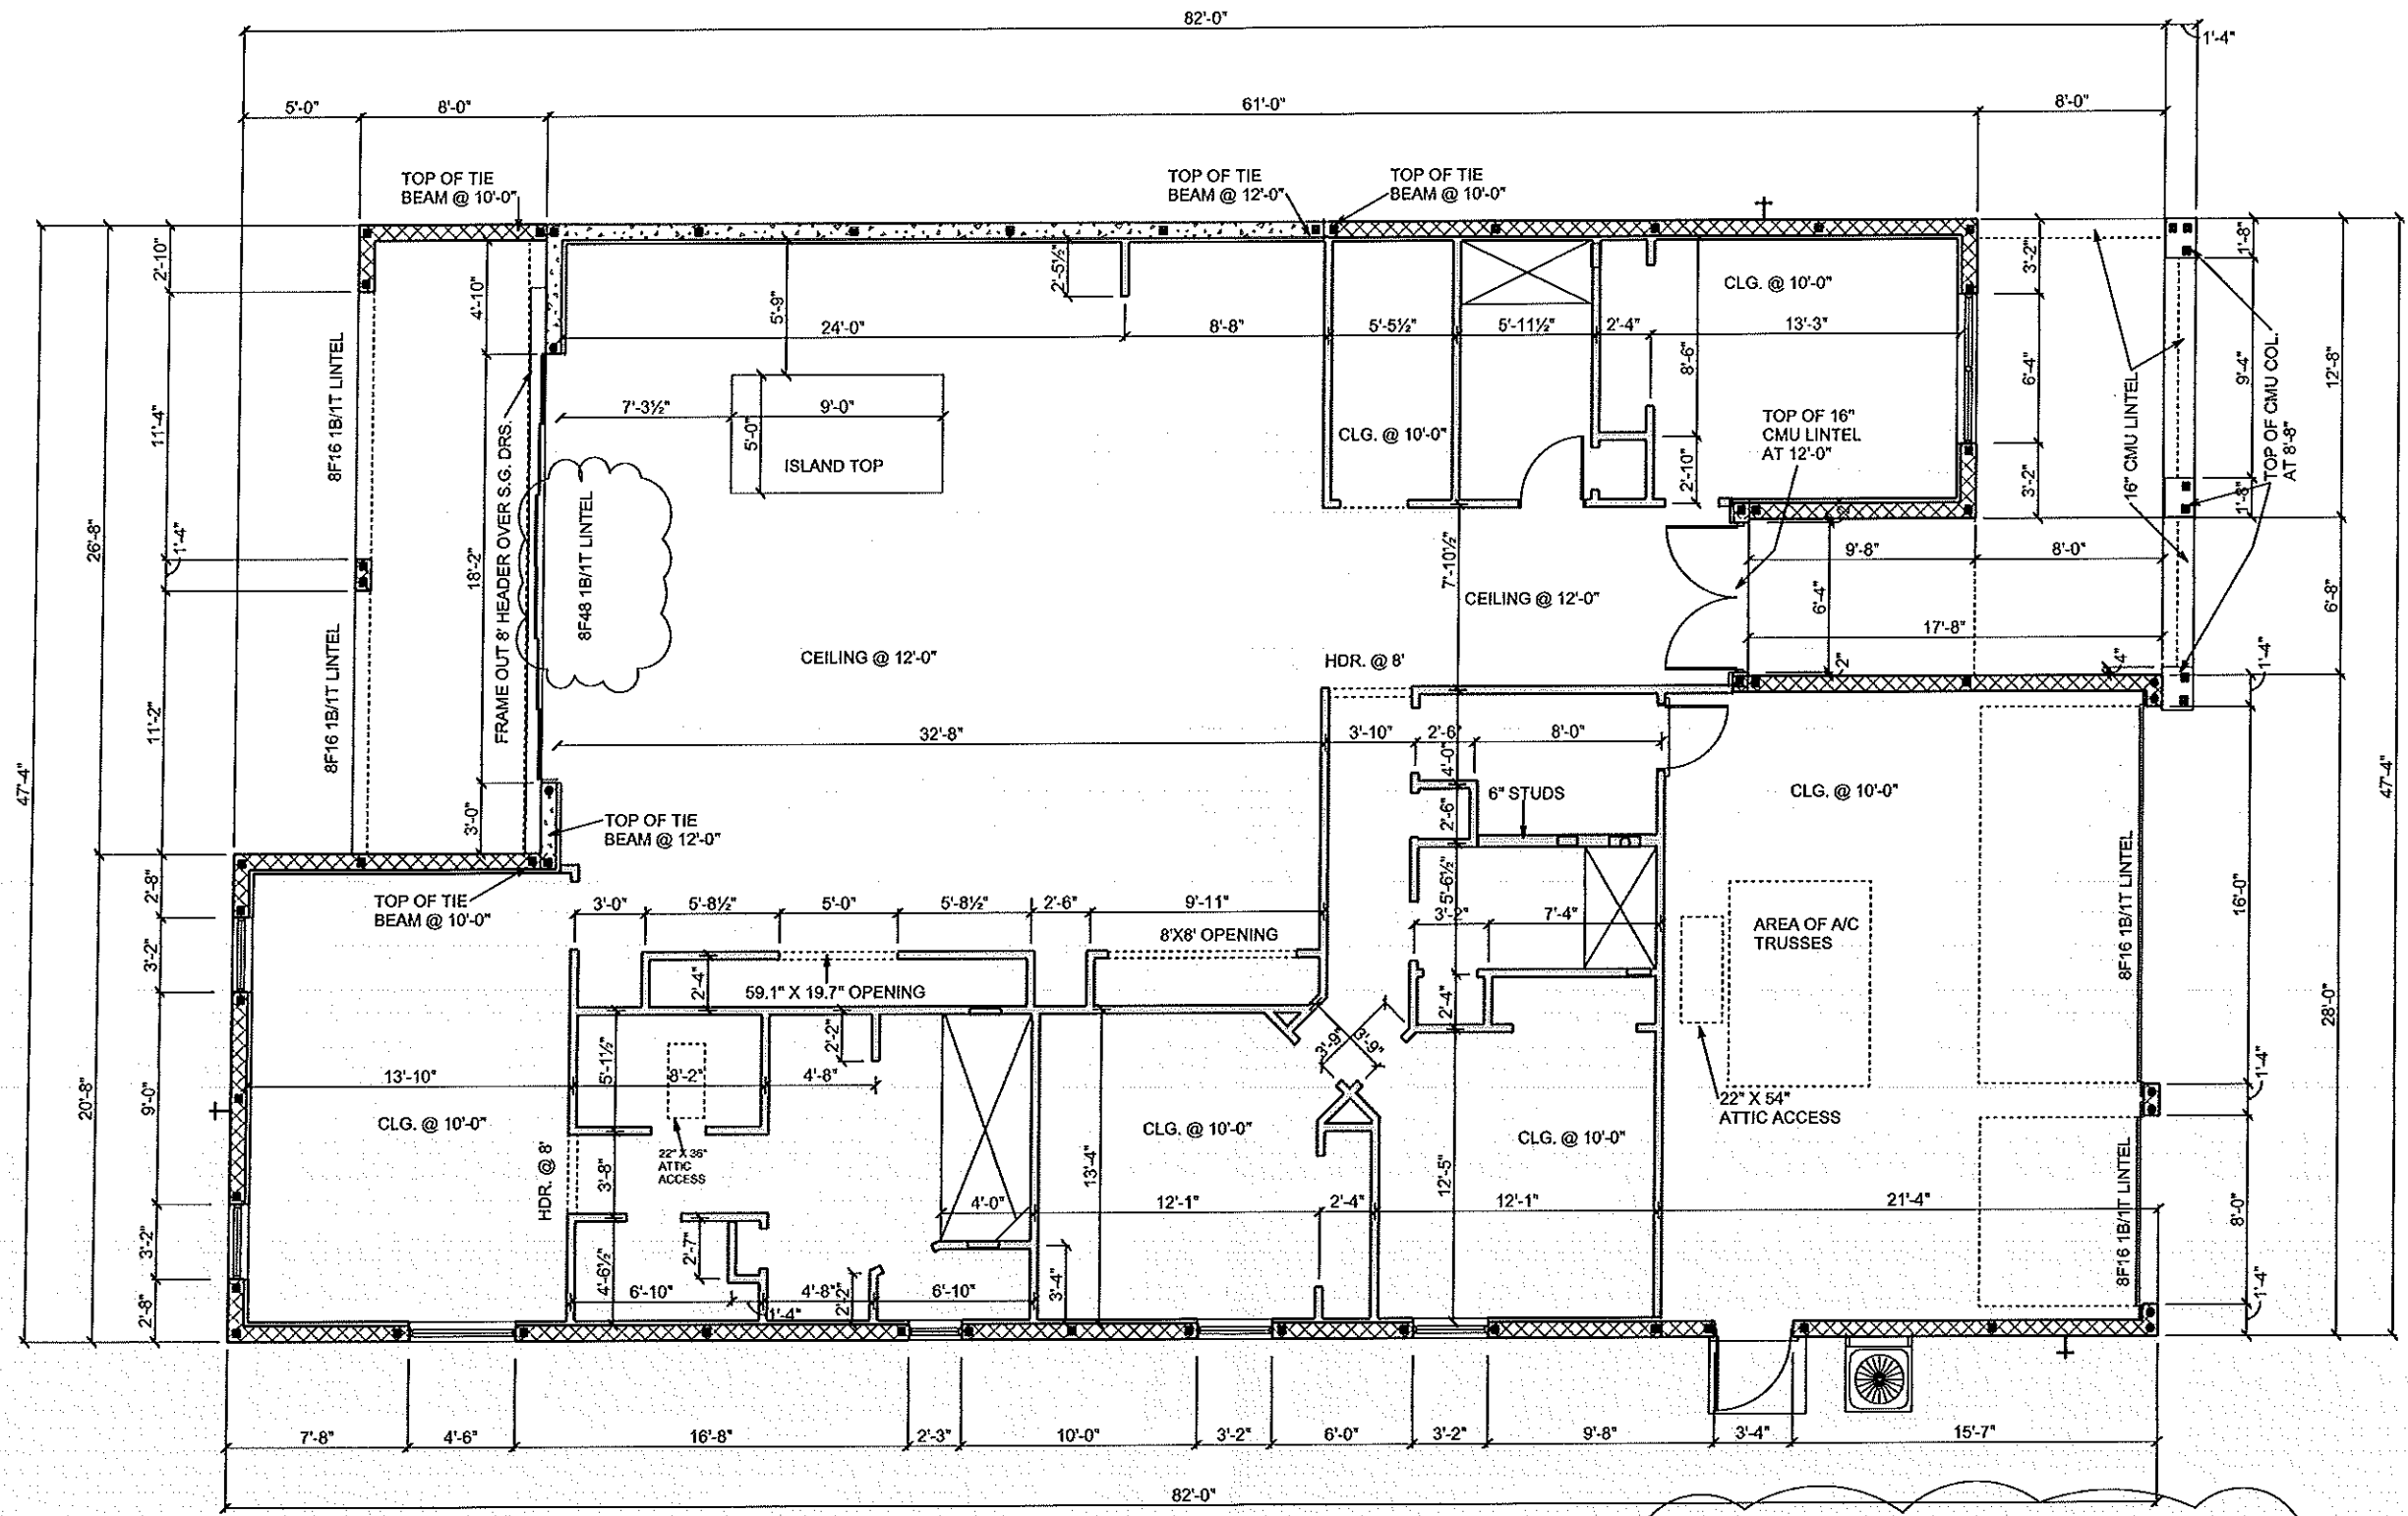 82'-0"
1'-4"
5'-0"
8'-0"
61'-0"
8'-0"
TOP OF TIE
BEAM @ 10'-0"
TOP OF TIE
BEAM @ 12'-0"
TOP OF TIE
BEAM @ 10'-0"
47'-4"
26'-8"
2'-10"
11'-4"
1'-4"
11'-2"
8F16 1B/1T LINTEL
8F16 1B/1T LINTEL
4'-10"
18'-2"
3'-0"
FRAME OUT 8' HEADER OVER S.G. DRS.
8F48 1B/1T LINTEL
5'-9"
2'-5½"
24'-0"
8'-8"
5'-5½"
5'-11½"
2'-4"
13'-3"
CLG. @ 10'-0"
8'-6"
2'-10"
7'-3½"
9'-0"
5'-0"
ISLAND TOP
CLG. @ 10'-0"
TOP OF 16"
CMU LINTEL
AT 12'-0"
3'-2"
6'-4"
3'-2"
16" CMU LINTEL
TOP OF CMU COL.
AT 8'-8"
1'-8"
9'-4"
1'-8"
12'-8"
6'-8"
47'-4"
7'-10½"
9'-8"
8'-0"
6'-4"
17'-8"
CEILING @ 12'-0"
CEILING @ 12'-0"
HDR. @ 8'
2"
4"
1'-4"
32'-8"
3'-10"
2'-6"
8'-0"
4'-0"
2'-6"
6" STUDS
CLG. @ 10'-0"
TOP OF TIE
BEAM @ 12'-0"
TOP OF TIE
BEAM @ 10'-0"
2'-8"
3'-2"
9'-0"
3'-2"
2'-8"
20'-8"
3'-0"
5'-8½"
5'-0"
5'-8½"
2'-6"
9'-11"
8'X8' OPENING
2'-4"
59.1" X 19.7" OPENING
5'-6½"
3'-2"
7'-4"
2'-4"
AREA OF A/C
TRUSSES
8F16 1B/1T LINTEL
16'-0"
28'-0"
1'-4"
3'-9"
3'-9"
2'-2"
5'-1½"
13'-10"
8'-2"
4'-8"
CLG. @ 10'-0"
22" X 36"
ATTIC
ACCESS
HDR. @ 8'
3'-8"
13'-4"
CLG. @ 10'-0"
12'-5"
CLG. @ 10'-0"
22" X 54"
ATTIC ACCESS
8F16 1B/1T LINTEL
4'-0"
12'-1"
2'-4"
12'-1"
21'-4"
8'-0"
1'-4"
4'-6½"
2'-7"
6'-10"
1'-4"
4'-8"
2'-2"
6'-10"
3'-4"
7'-8"
4'-6"
16'-8"
2'-3"
10'-0"
3'-2"
6'-0"
3'-2"
9'-8"
3'-4"
15'-7"
82'-0"